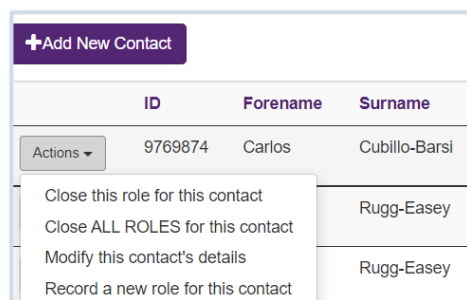 +Add New Contact
ID Forename Surname
Actions 9769874 Carlos Cubillo-Barsi
Close this role for this contact
Rugg-Easey
Close ALL ROLES for this contact
Modify this contact's details
Rugg-Easey
Record a new role for this contact